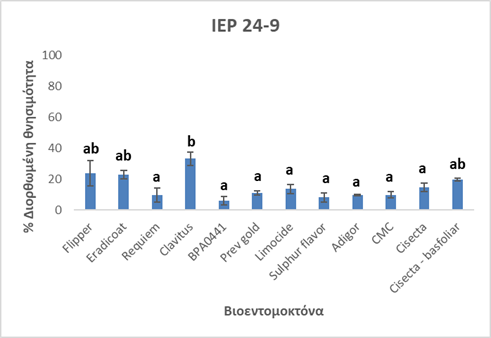 ΙΕΡ 24-9
% Διορθωμένη θνησιμότητα
100
80
60
40
20
0
ab
ab
a
b
a
a
a
a
a
a
a
ab
Flipper
Eradicoat
Requiem
Clavitus
BPA0441
Prev gold
Limocide
Sulphur flavor
Adigor
CMC
Cisecta
Cisecta - basfoliar
Βιοεντομοκτόνα